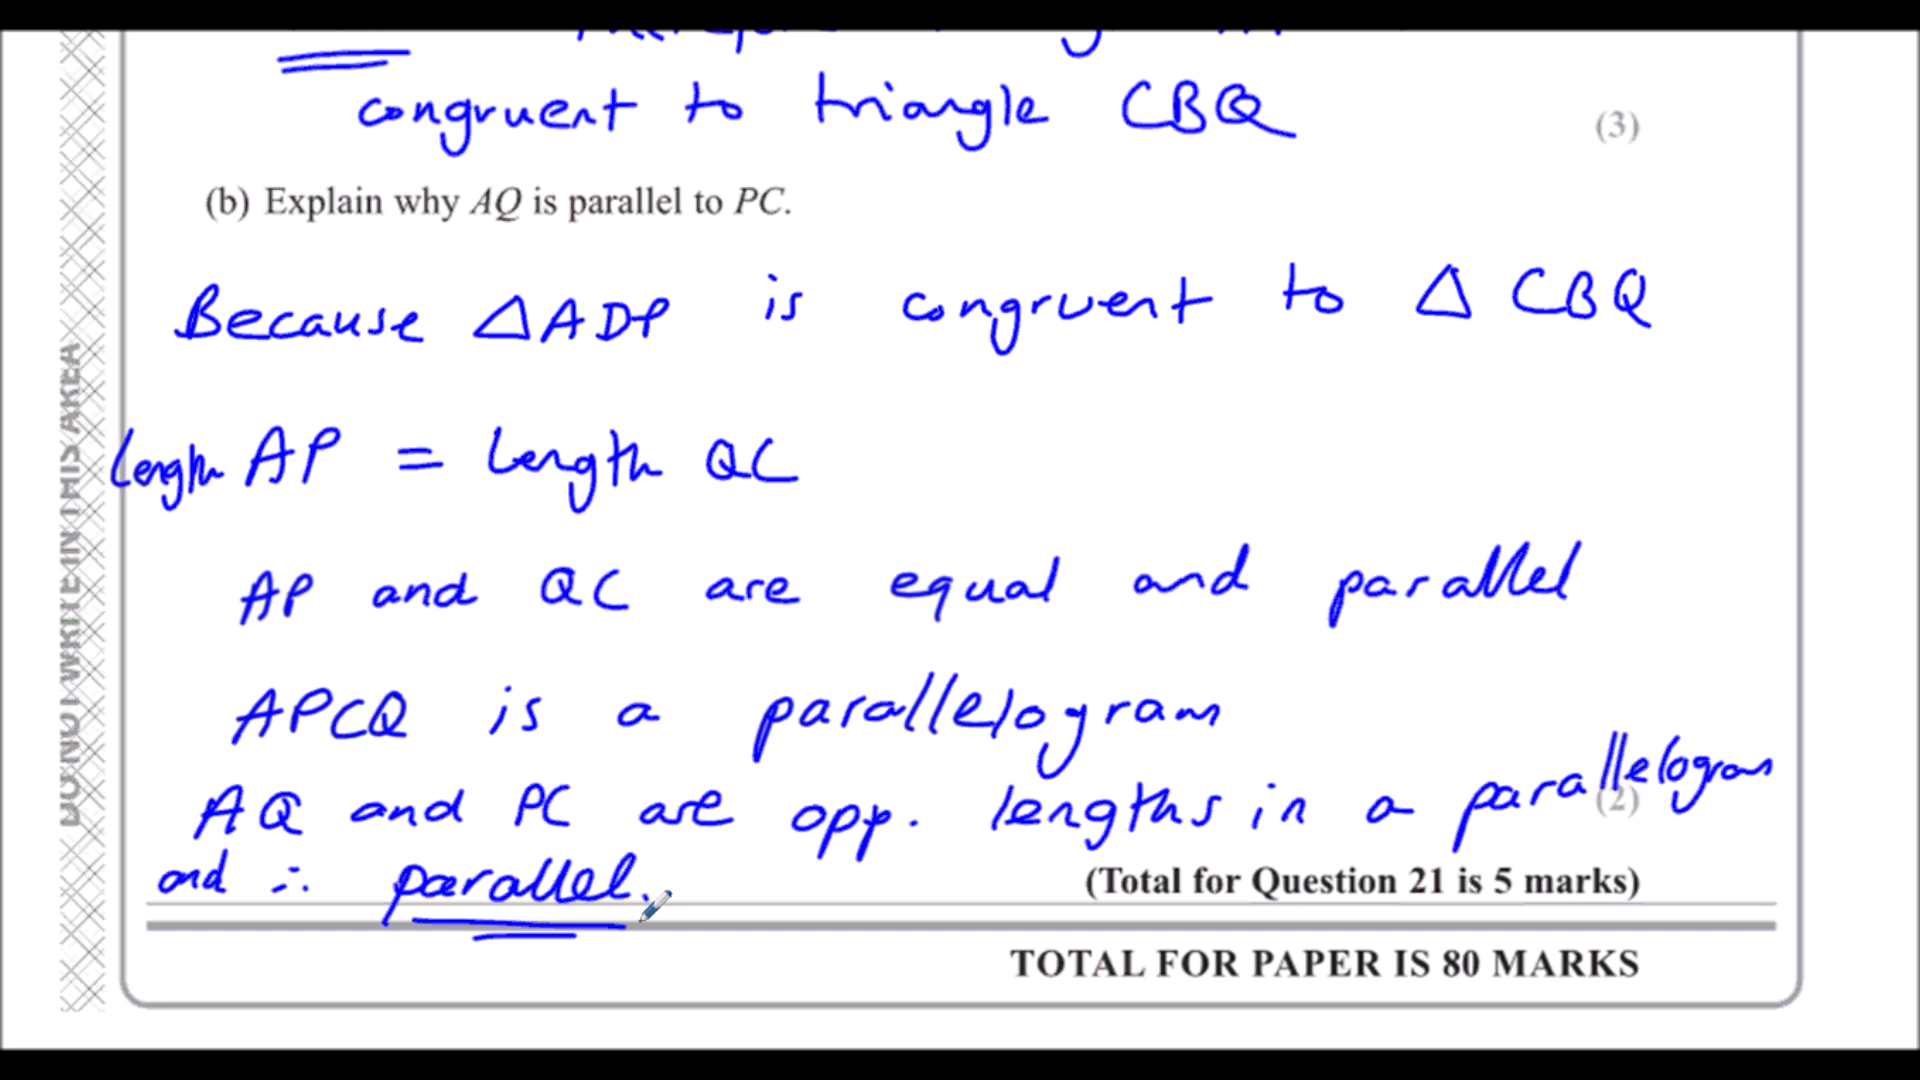 congruent to triangle CBQ
(3)
(b) Explain why AQ is parallel to PC.
Because △ADP is congruent to △ CBQ
length AP = length QC
AP and QC are equal and parallel
APCQ is a parallelogram
AQ and PC are opp. lengths in a parallelogram
(2)
and ∴ parallel.
(Total for Question 21 is 5 marks)
TOTAL FOR PAPER IS 80 MARKS
DO NOT WRITE IN THIS AREA